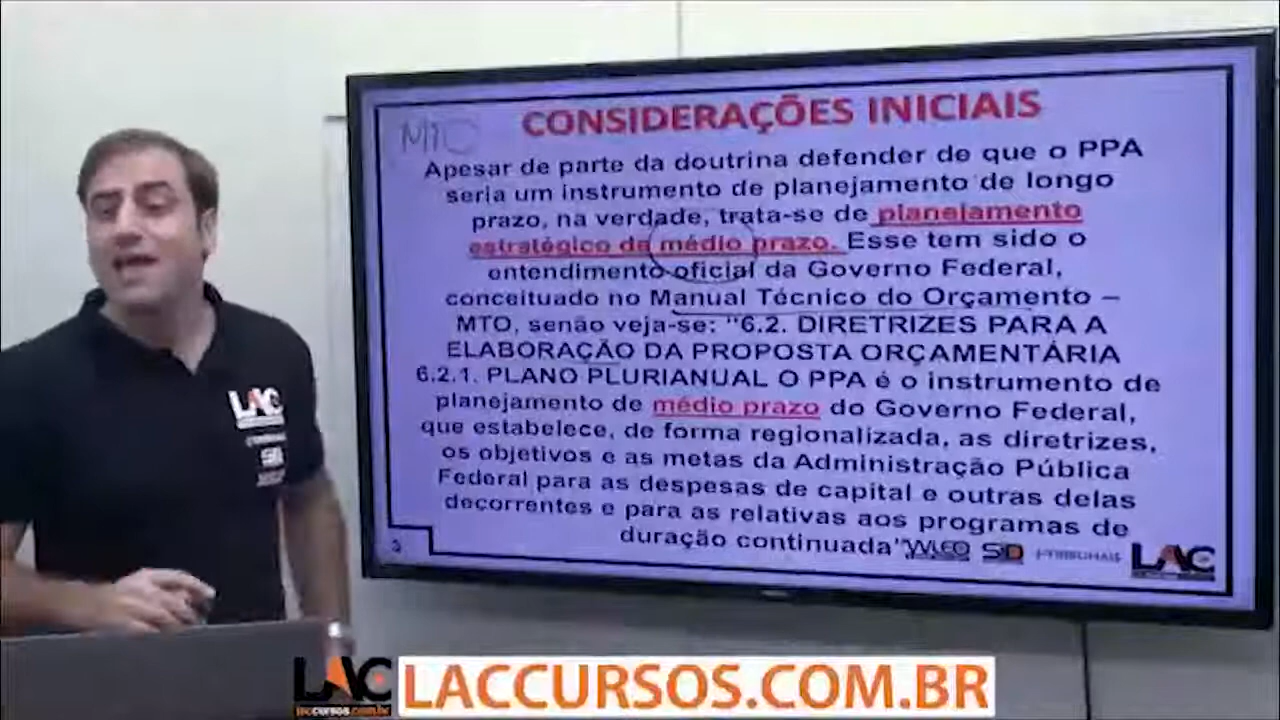 CONSIDERAÇÕES INICIAIS
Apesar de parte da doutrina defender de que o PPA
seria um instrumento de planejamento de longo
prazo, na verdade, trata-se de planejamento
estratégico de médio prazo. Esse tem sido o
entendimento oficial da Governo Federal,
conceituado no Manual Técnico do Orçamento –
MTO, senão veja-se: "6.2. DIRETRIZES PARA A
ELABORAÇÃO DA PROPOSTA ORÇAMENTÁRIA
6.2.1. PLANO PLURIANUAL O PPA é o instrumento de
planejamento de médio prazo do Governo Federal,
que estabelece, de forma regionalizada, as diretrizes,
os objetivos e as metas da Administração Pública
Federal para as despesas de capital e outras delas
decorrentes e para as relativas aos programas de
duração continuada"
3
LAC
LAC
LAC
laccursos.com.br
LACCURSOS.COM.BR